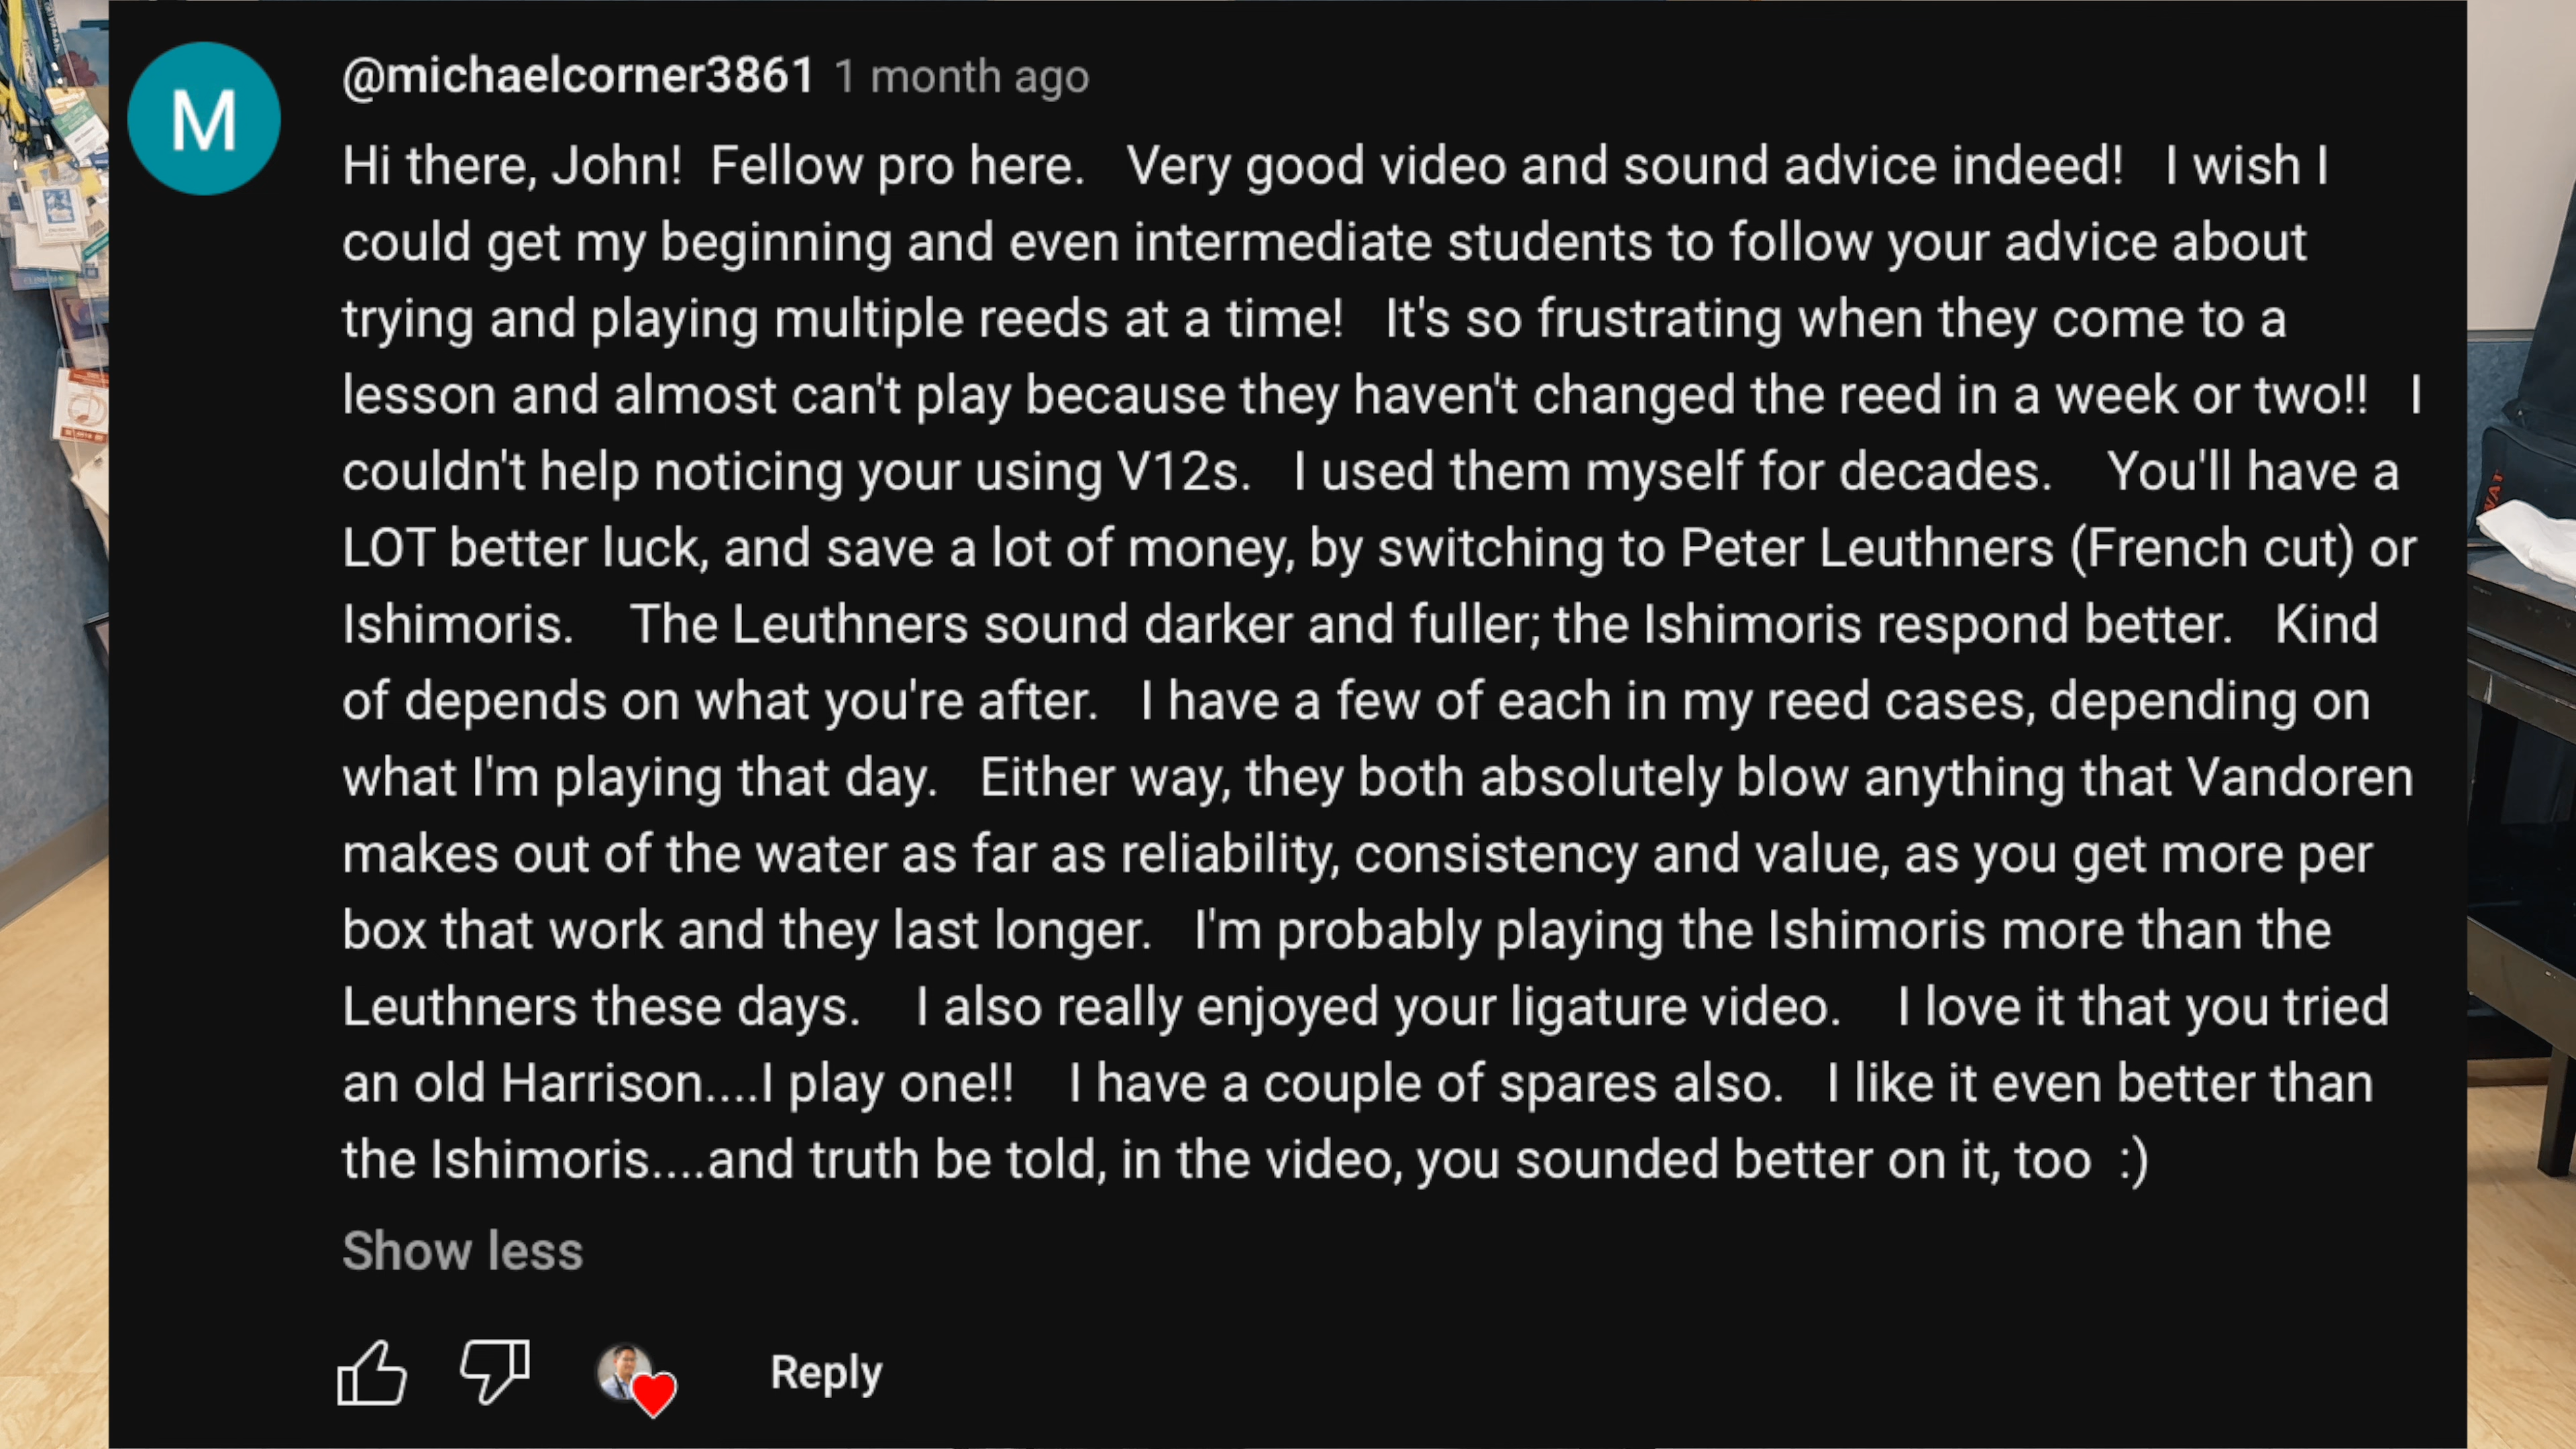 M
@michaelcorner3861 1 month ago
Hi there, John! Fellow pro here. Very good video and sound advice indeed! I wish I
could get my beginning and even intermediate students to follow your advice about
trying and playing multiple reeds at a time! It's so frustrating when they come to a
lesson and almost can't play because they haven't changed the reed in a week or two!! I
couldn't help noticing your using V12s. I used them myself for decades. You'll have a
LOT better luck, and save a lot of money, by switching to Peter Leuthners (French cut) or
Ishimoris. The Leuthners sound darker and fuller; the Ishimoris respond better. Kind
of depends on what you're after. I have a few of each in my reed cases, depending on
what I'm playing that day. Either way, they both absolutely blow anything that Vandoren
makes out of the water as far as reliability, consistency and value, as you get more per
box that work and they last longer. I'm probably playing the Ishimoris more than the
Leuthners these days. I also really enjoyed your ligature video. I love it that you tried
an old Harrison....I play one!! I have a couple of spares also. I like it even better than
the Ishimoris....and truth be told, in the video, you sounded better on it, too :)
Show less
Reply